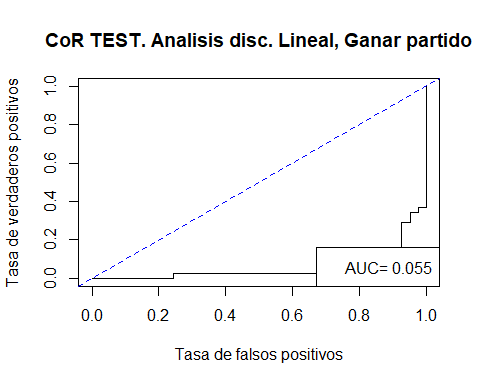 CoR TEST. Analisis disc. Lineal, Ganar partido
Tasa de verdaderos positivos
1.0
0.8
0.6
0.4
0.2
0.0
AUC= 0.055
0.0 0.2 0.4 0.6 0.8 1.0
Tasa de falsos positivos